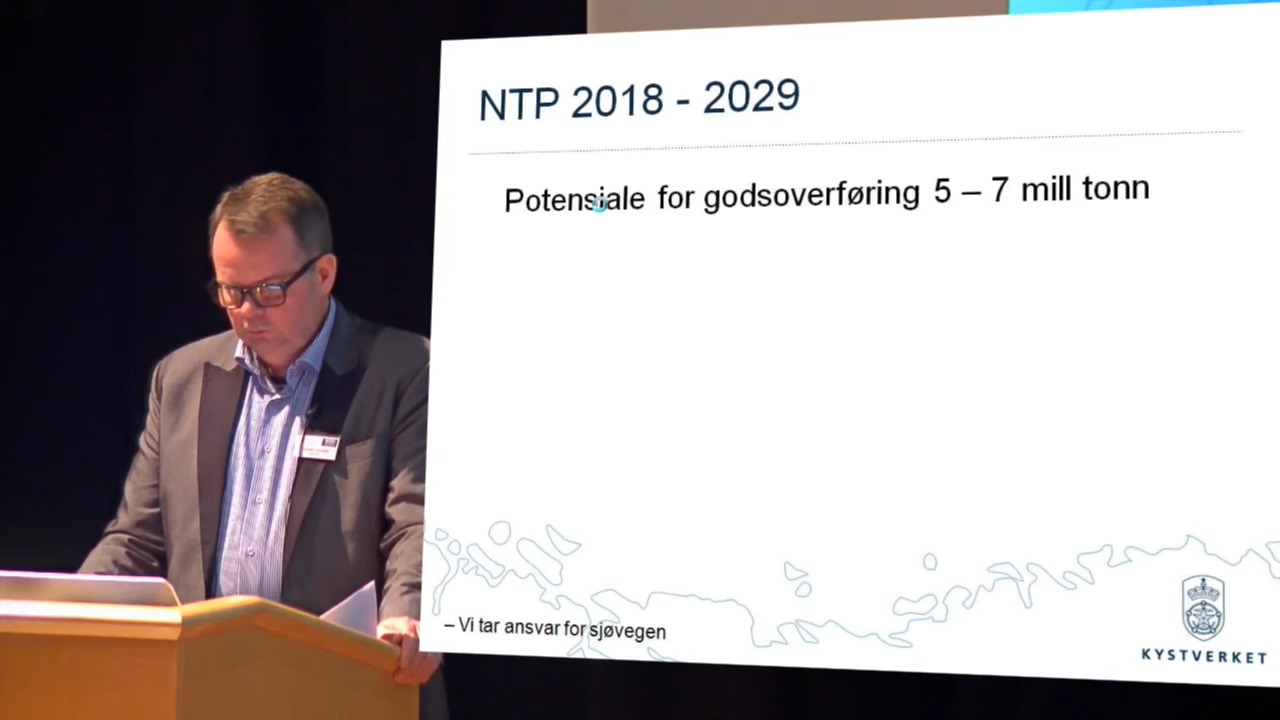 NTP 2018 - 2029
Potensiale for godsoverføring 5 – 7 mill tonn
– Vi tar ansvar for sjøvegen
KYSTVERKET